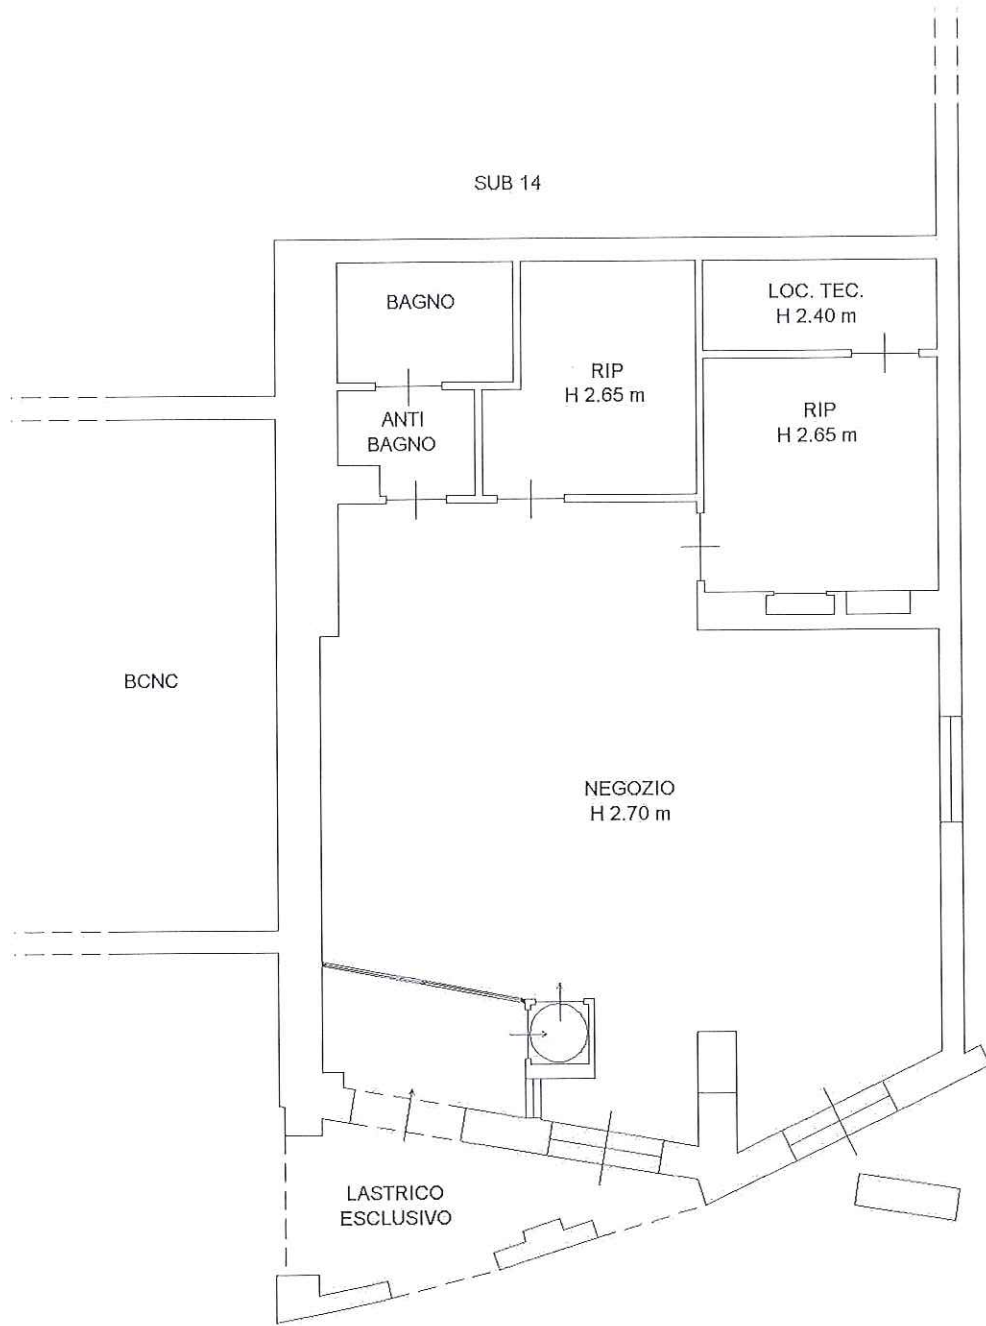 SUB 14
BAGNO
LOC. TEC.
H 2.40 m
RIP
H 2.65 m
ANTI
BAGNO
RIP
H 2.65 m
BCNC
NEGOZIO
H 2.70 m
LASTRICO
ESCLUSIVO